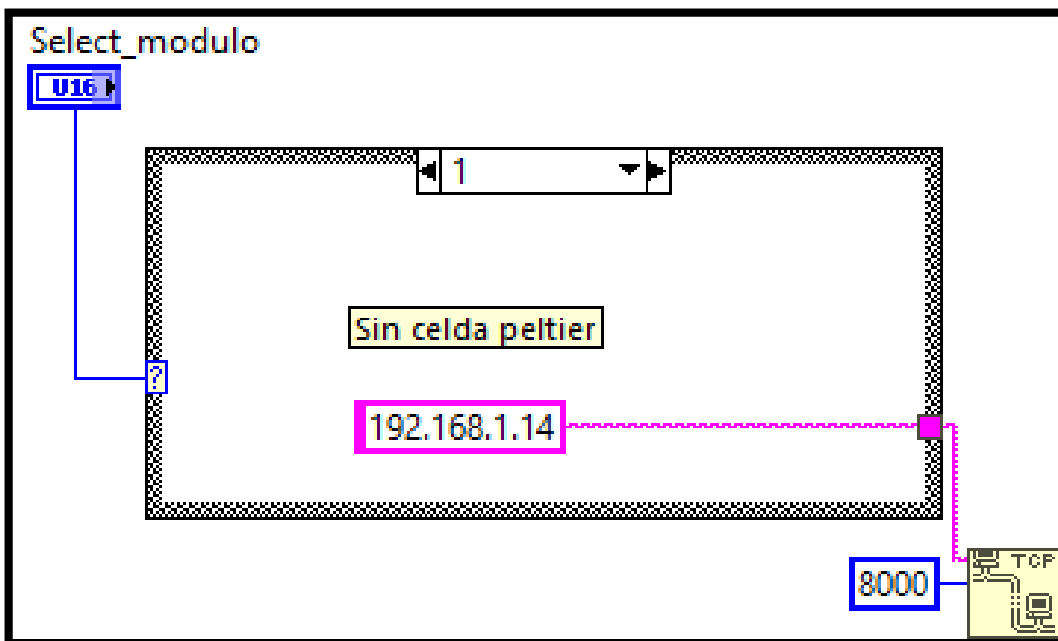 Select_modulo
U16
1
Sin celda peltier
?
192.168.1.14
8000
TCP